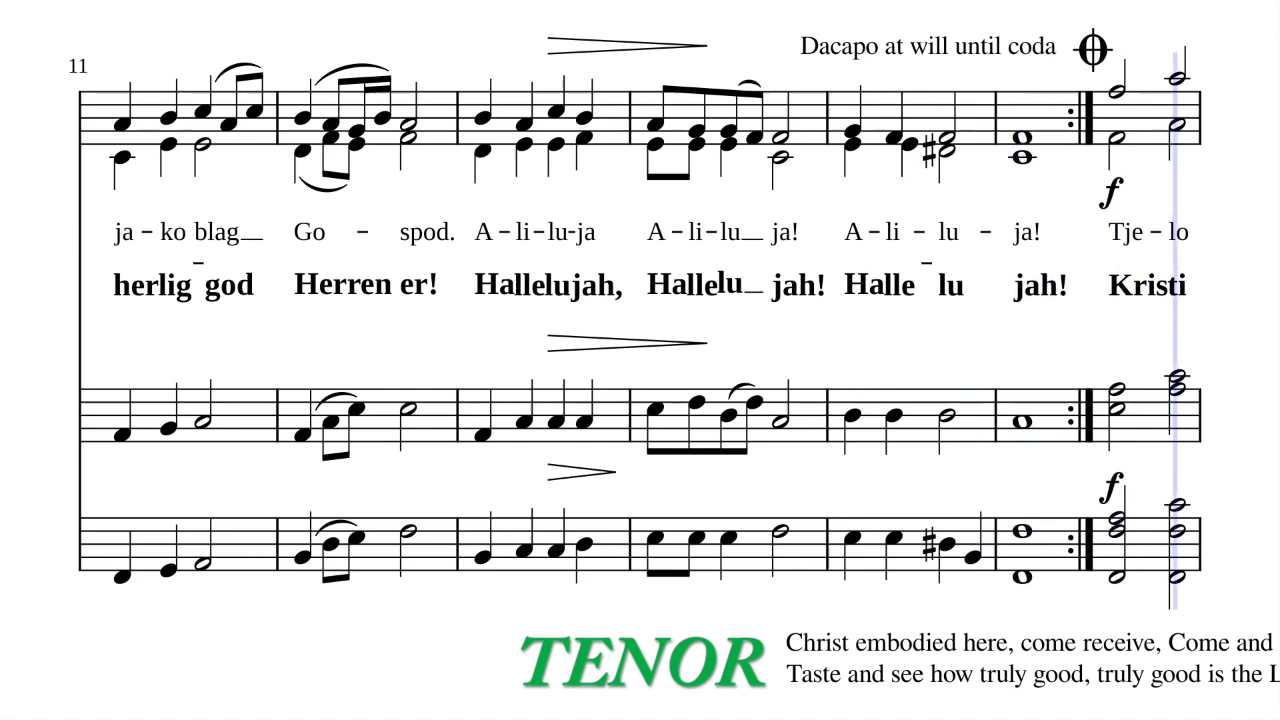 Dacapo at will until coda
11
f
ja – ko blag__ Go – spod. A – li – lu - ja A – li – lu__ ja! A – li – lu – ja! Tje – lo
herlig – god Herren er! Hallelujah, Hallelu__ jah! Halle – lu jah! Kristi
f
TENOR
Christ embodied here, come receive, Come and
Taste and see how truly good, truly good is the L